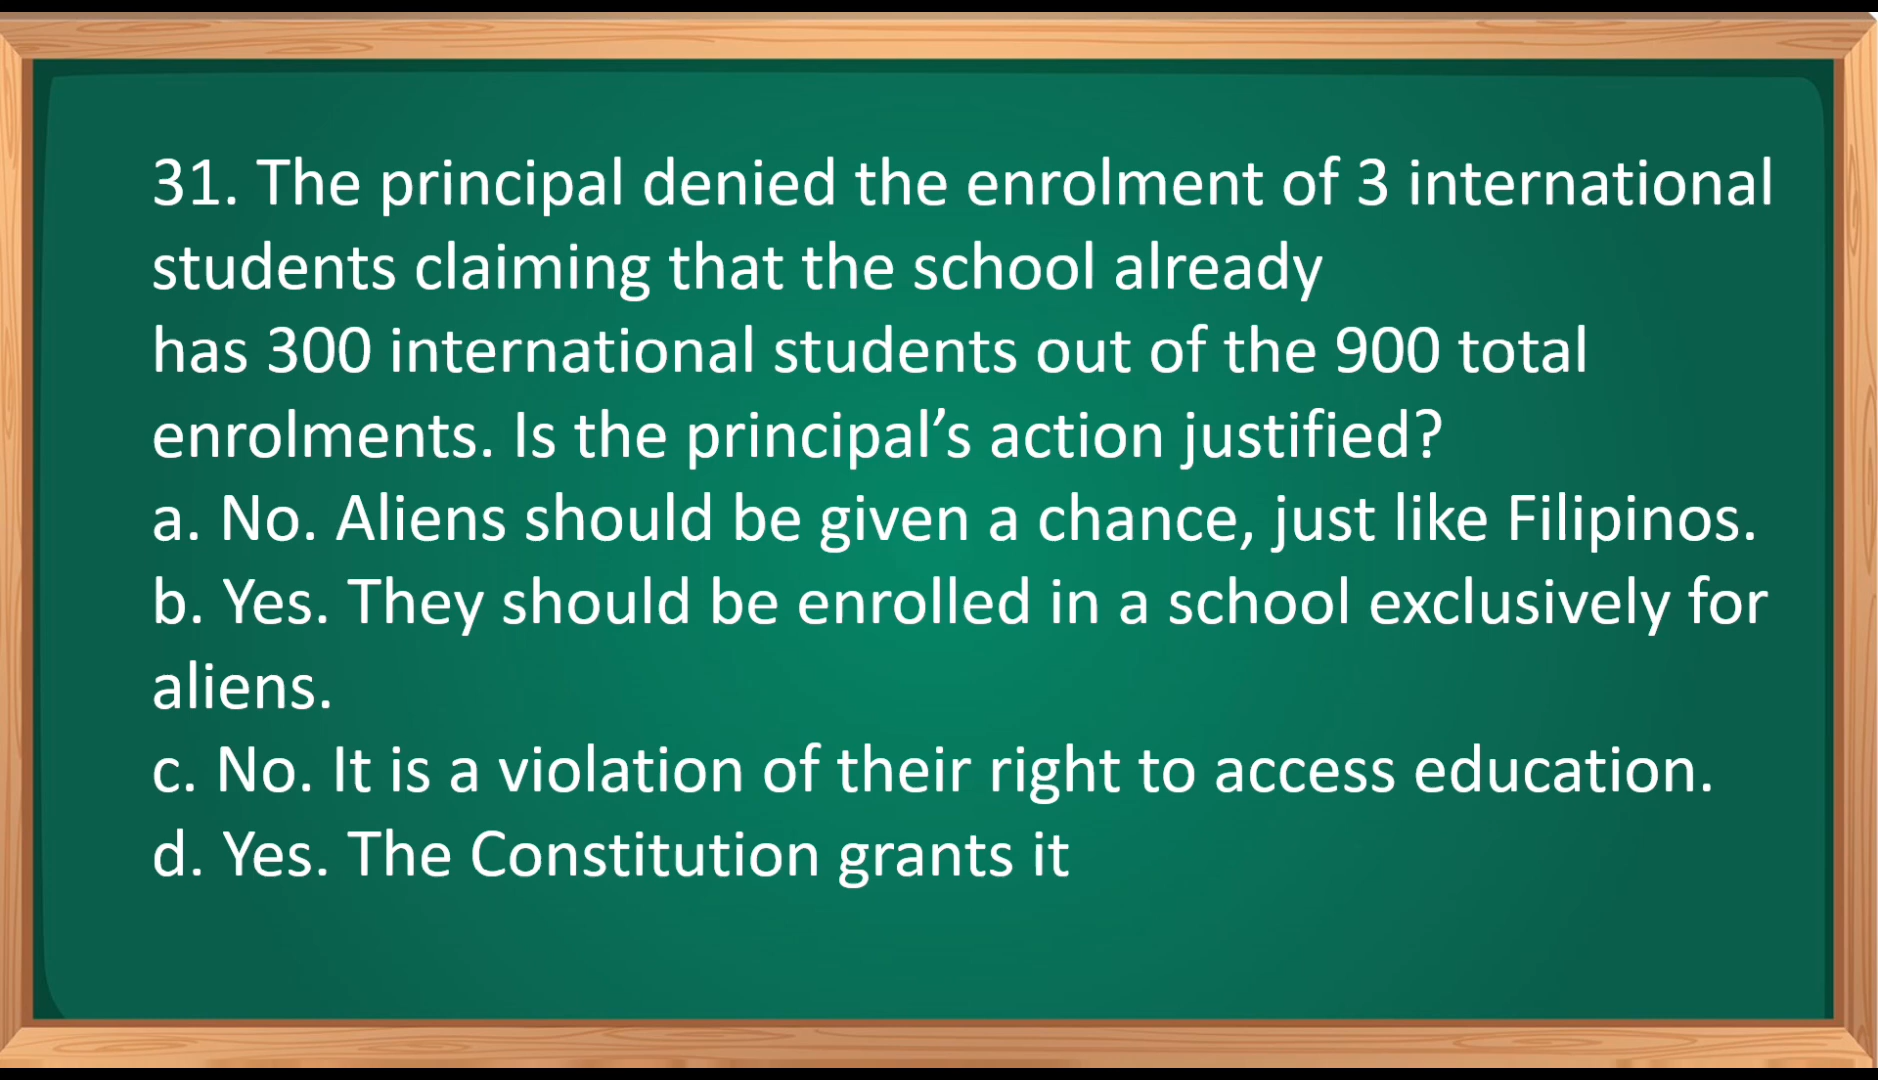 31. The principal denied the enrolment of 3 international
students claiming that the school already
has 300 international students out of the 900 total
enrolments. Is the principal’s action justified?
a. No. Aliens should be given a chance, just like Filipinos.
b. Yes. They should be enrolled in a school exclusively for
aliens.
c. No. It is a violation of their right to access education.
d. Yes. The Constitution grants it